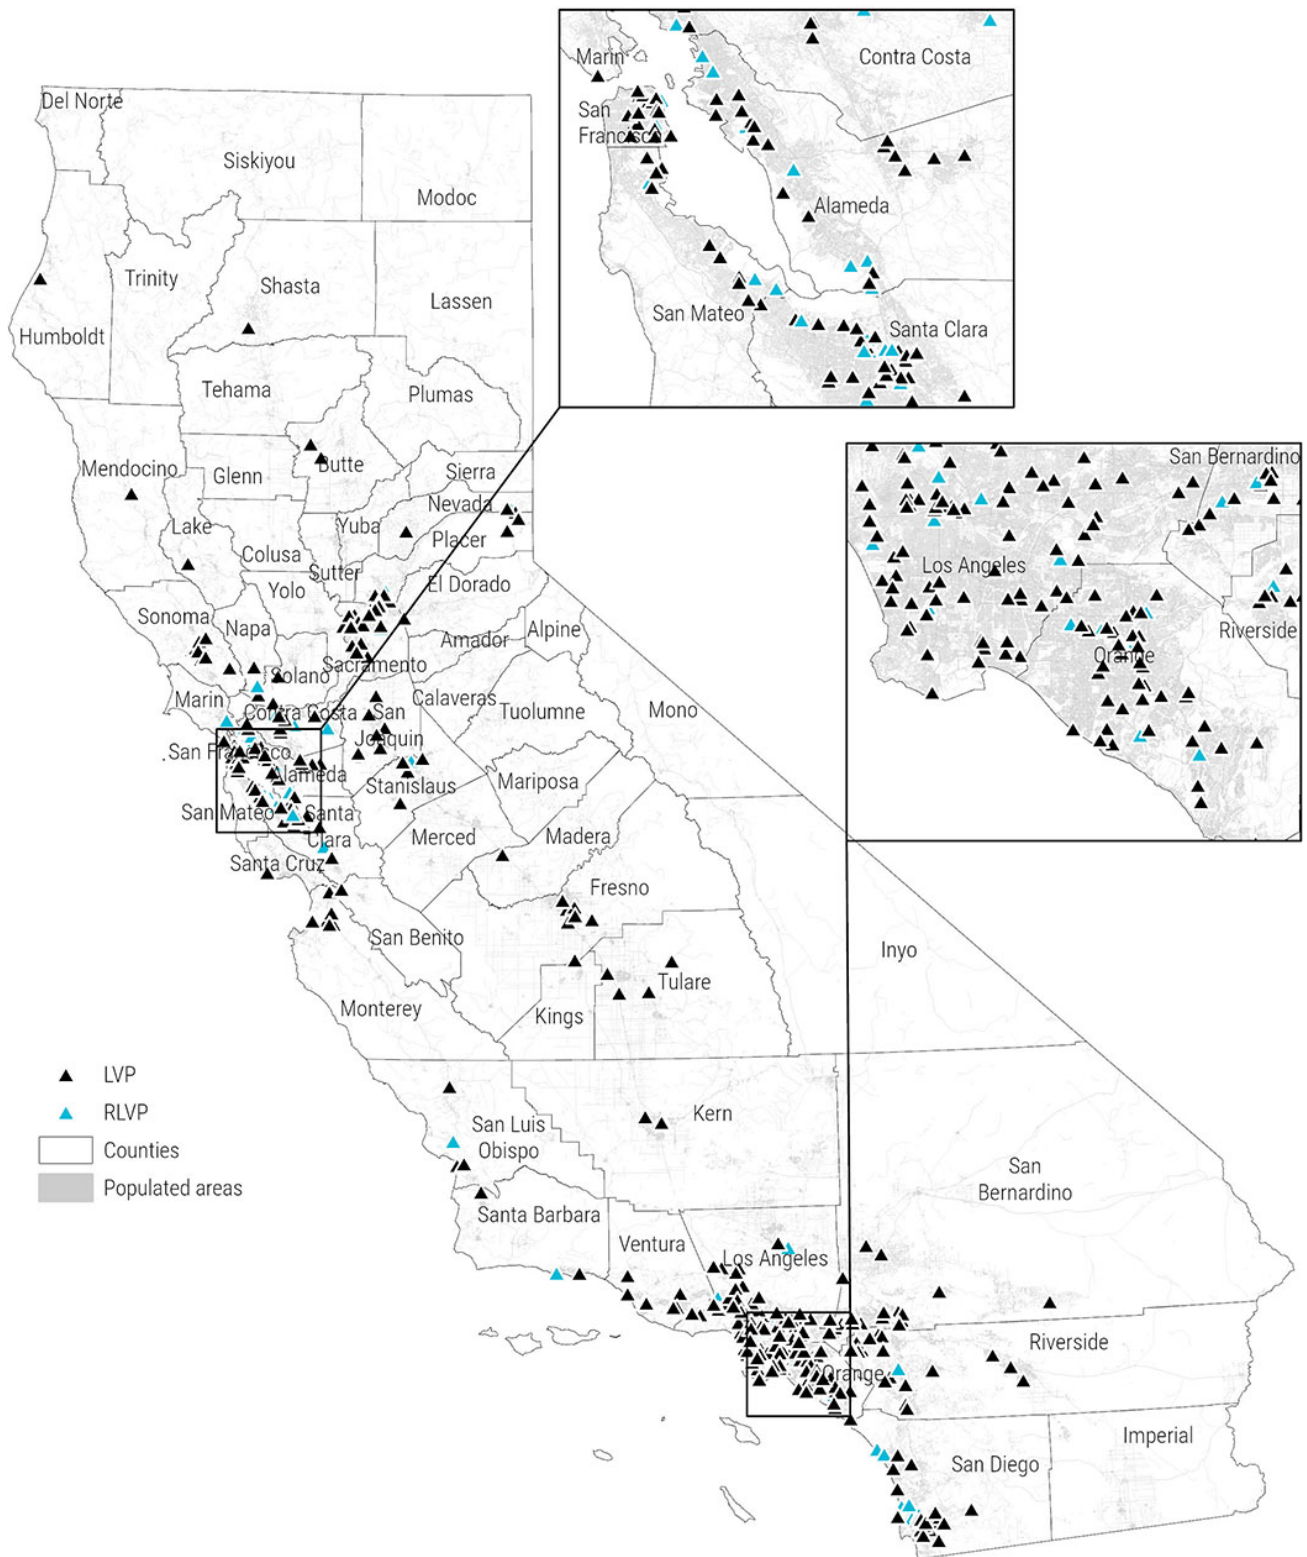 Marin
Contra Costa
San
Francisco
Alameda
San Mateo
Santa Clara
Del Norte
Siskiyou
Modoc
Trinity
Shasta
Lassen
Humboldt
Tehama
Plumas
Mendocino
Glenn
Butte
Sierra
Nevada
Lake
Colusa
Yuba
Placer
Sutter
Yolo
El Dorado
Sonoma
Napa
Amador
Alpine
Solano
Sacramento
Marin
Calaveras
Contra Costa
San
Joaquin
Tuolumne
Mono
San Francisco
Alameda
Stanislaus
Mariposa
San Mateo
Santa
Clara
Merced
Madera
Santa Cruz
Fresno
San Benito
Inyo
Tulare
Monterey
Kings
San Bernardino
Los Angeles
Riverside
Orange
LVP
RLVP
Counties
Populated areas
San Luis
Obispo
Kern
San
Bernardino
Santa Barbara
Ventura
Los Angeles
Riverside
Orange
San Diego
Imperial